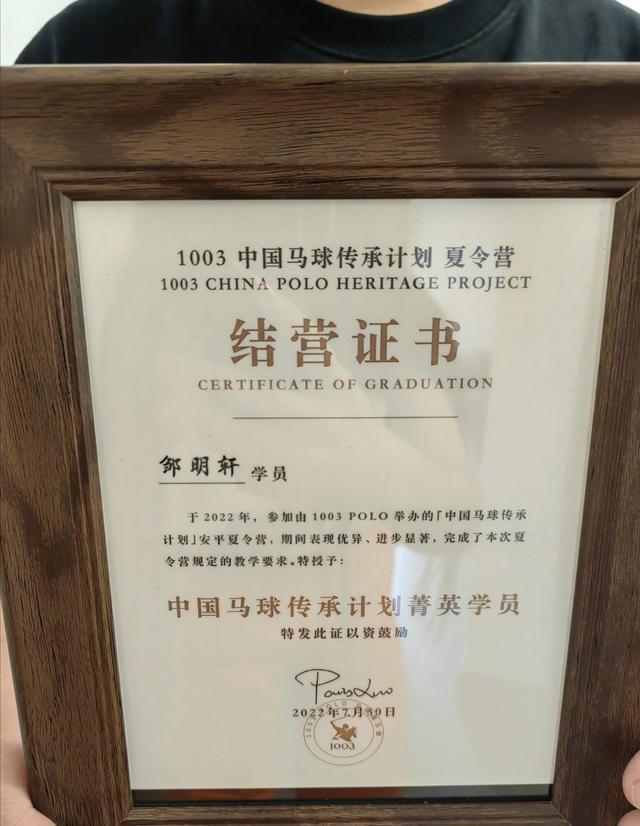 1003 中国马球传承计划 夏令营
1003 CHINA POLO HERITAGE PROJECT
结营证书
CERTIFICATE OF GRADUATION
邹明轩 学员
于 2022 年，参加由 1003 POLO 举办的「中国马球传承
计划」安平夏令营，期间表现优异、进步显著，完成了本次夏
令营规定的教学要求。特授予：
中国马球传承计划菁英学员
特发此证以资鼓励
2022年7月30日
1003